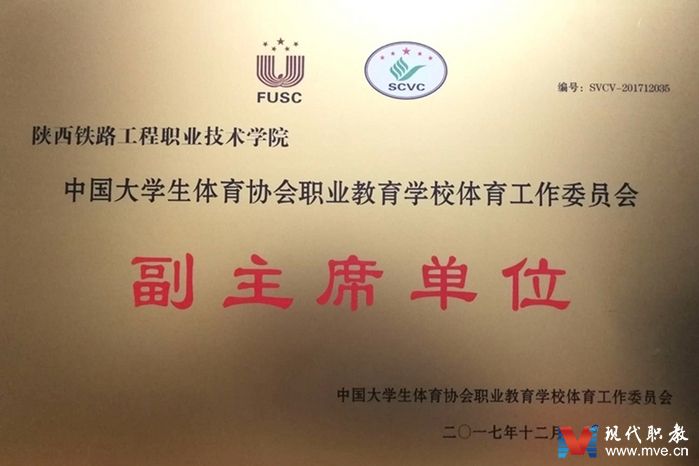 FUSC
SCVC
编号：SVCV-201712035
陕西铁路工程职业技术学院
中国大学生体育协会职业教育学校体育工作委员会
副主席单位
中国大学生体育协会职业教育学校体育工作委员会
二〇一七年十二月
现代职教
www.mve.cn